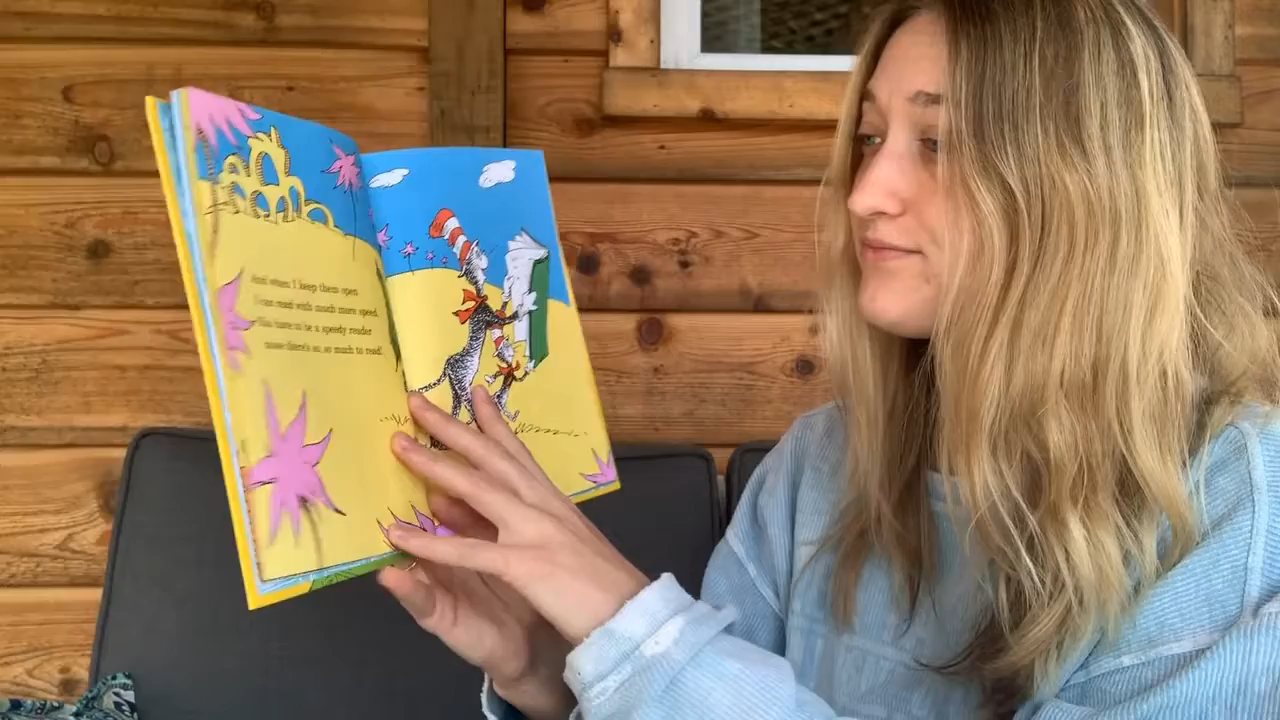 And when I keep them open
I can read with much more speed.
You have to be a speedy reader
'cause there's so, so much to read!